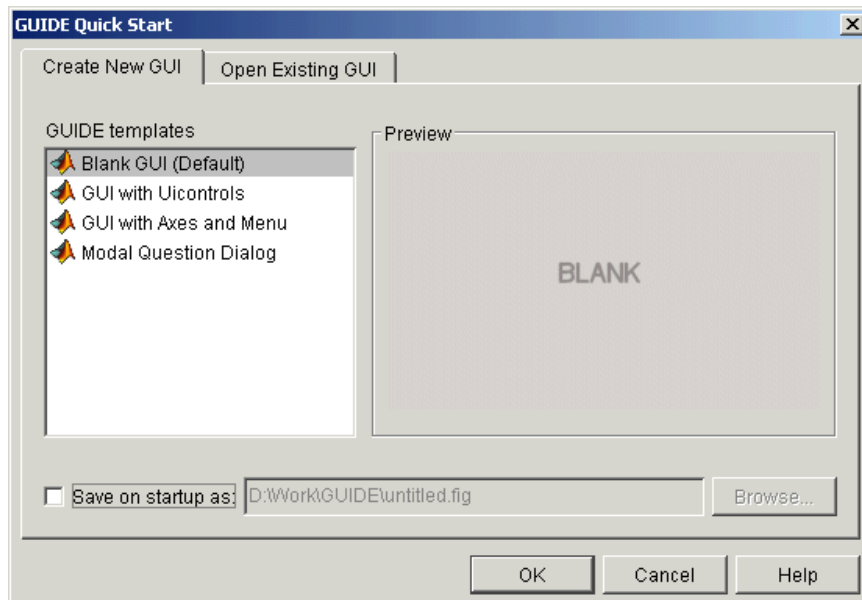 GUIDE Quick Start
Create New GUI
Open Existing GUI
GUIDE templates
Blank GUI (Default)
GUI with Uicontrols
GUI with Axes and Menu
Modal Question Dialog
Preview
BLANK
Save on startup as:
D:\Work\GUIDE\untitled.fig
Browse...
OK
Cancel
Help